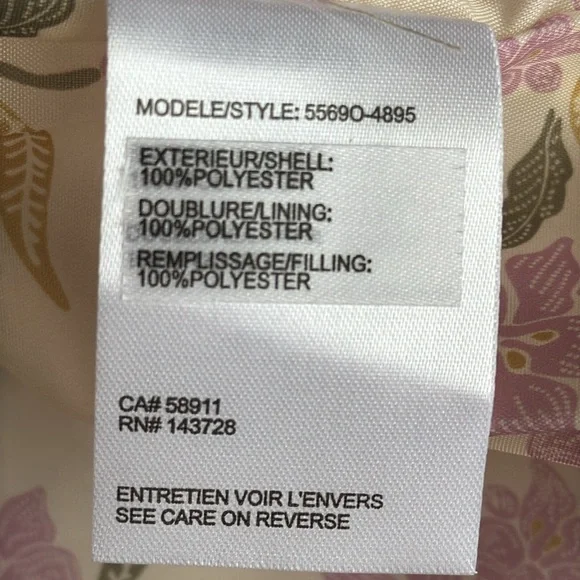 MODELE/STYLE: 5569O-4895
EXTERIEUR/SHELL:
100%POLYESTER
DOUBLURE/LINING:
100%POLYESTER
REMPLISSAGE/FILLING:
100%POLYESTER
CA# 58911
RN# 143728
ENTRETIEN VOIR L'ENVERS
SEE CARE ON REVERSE